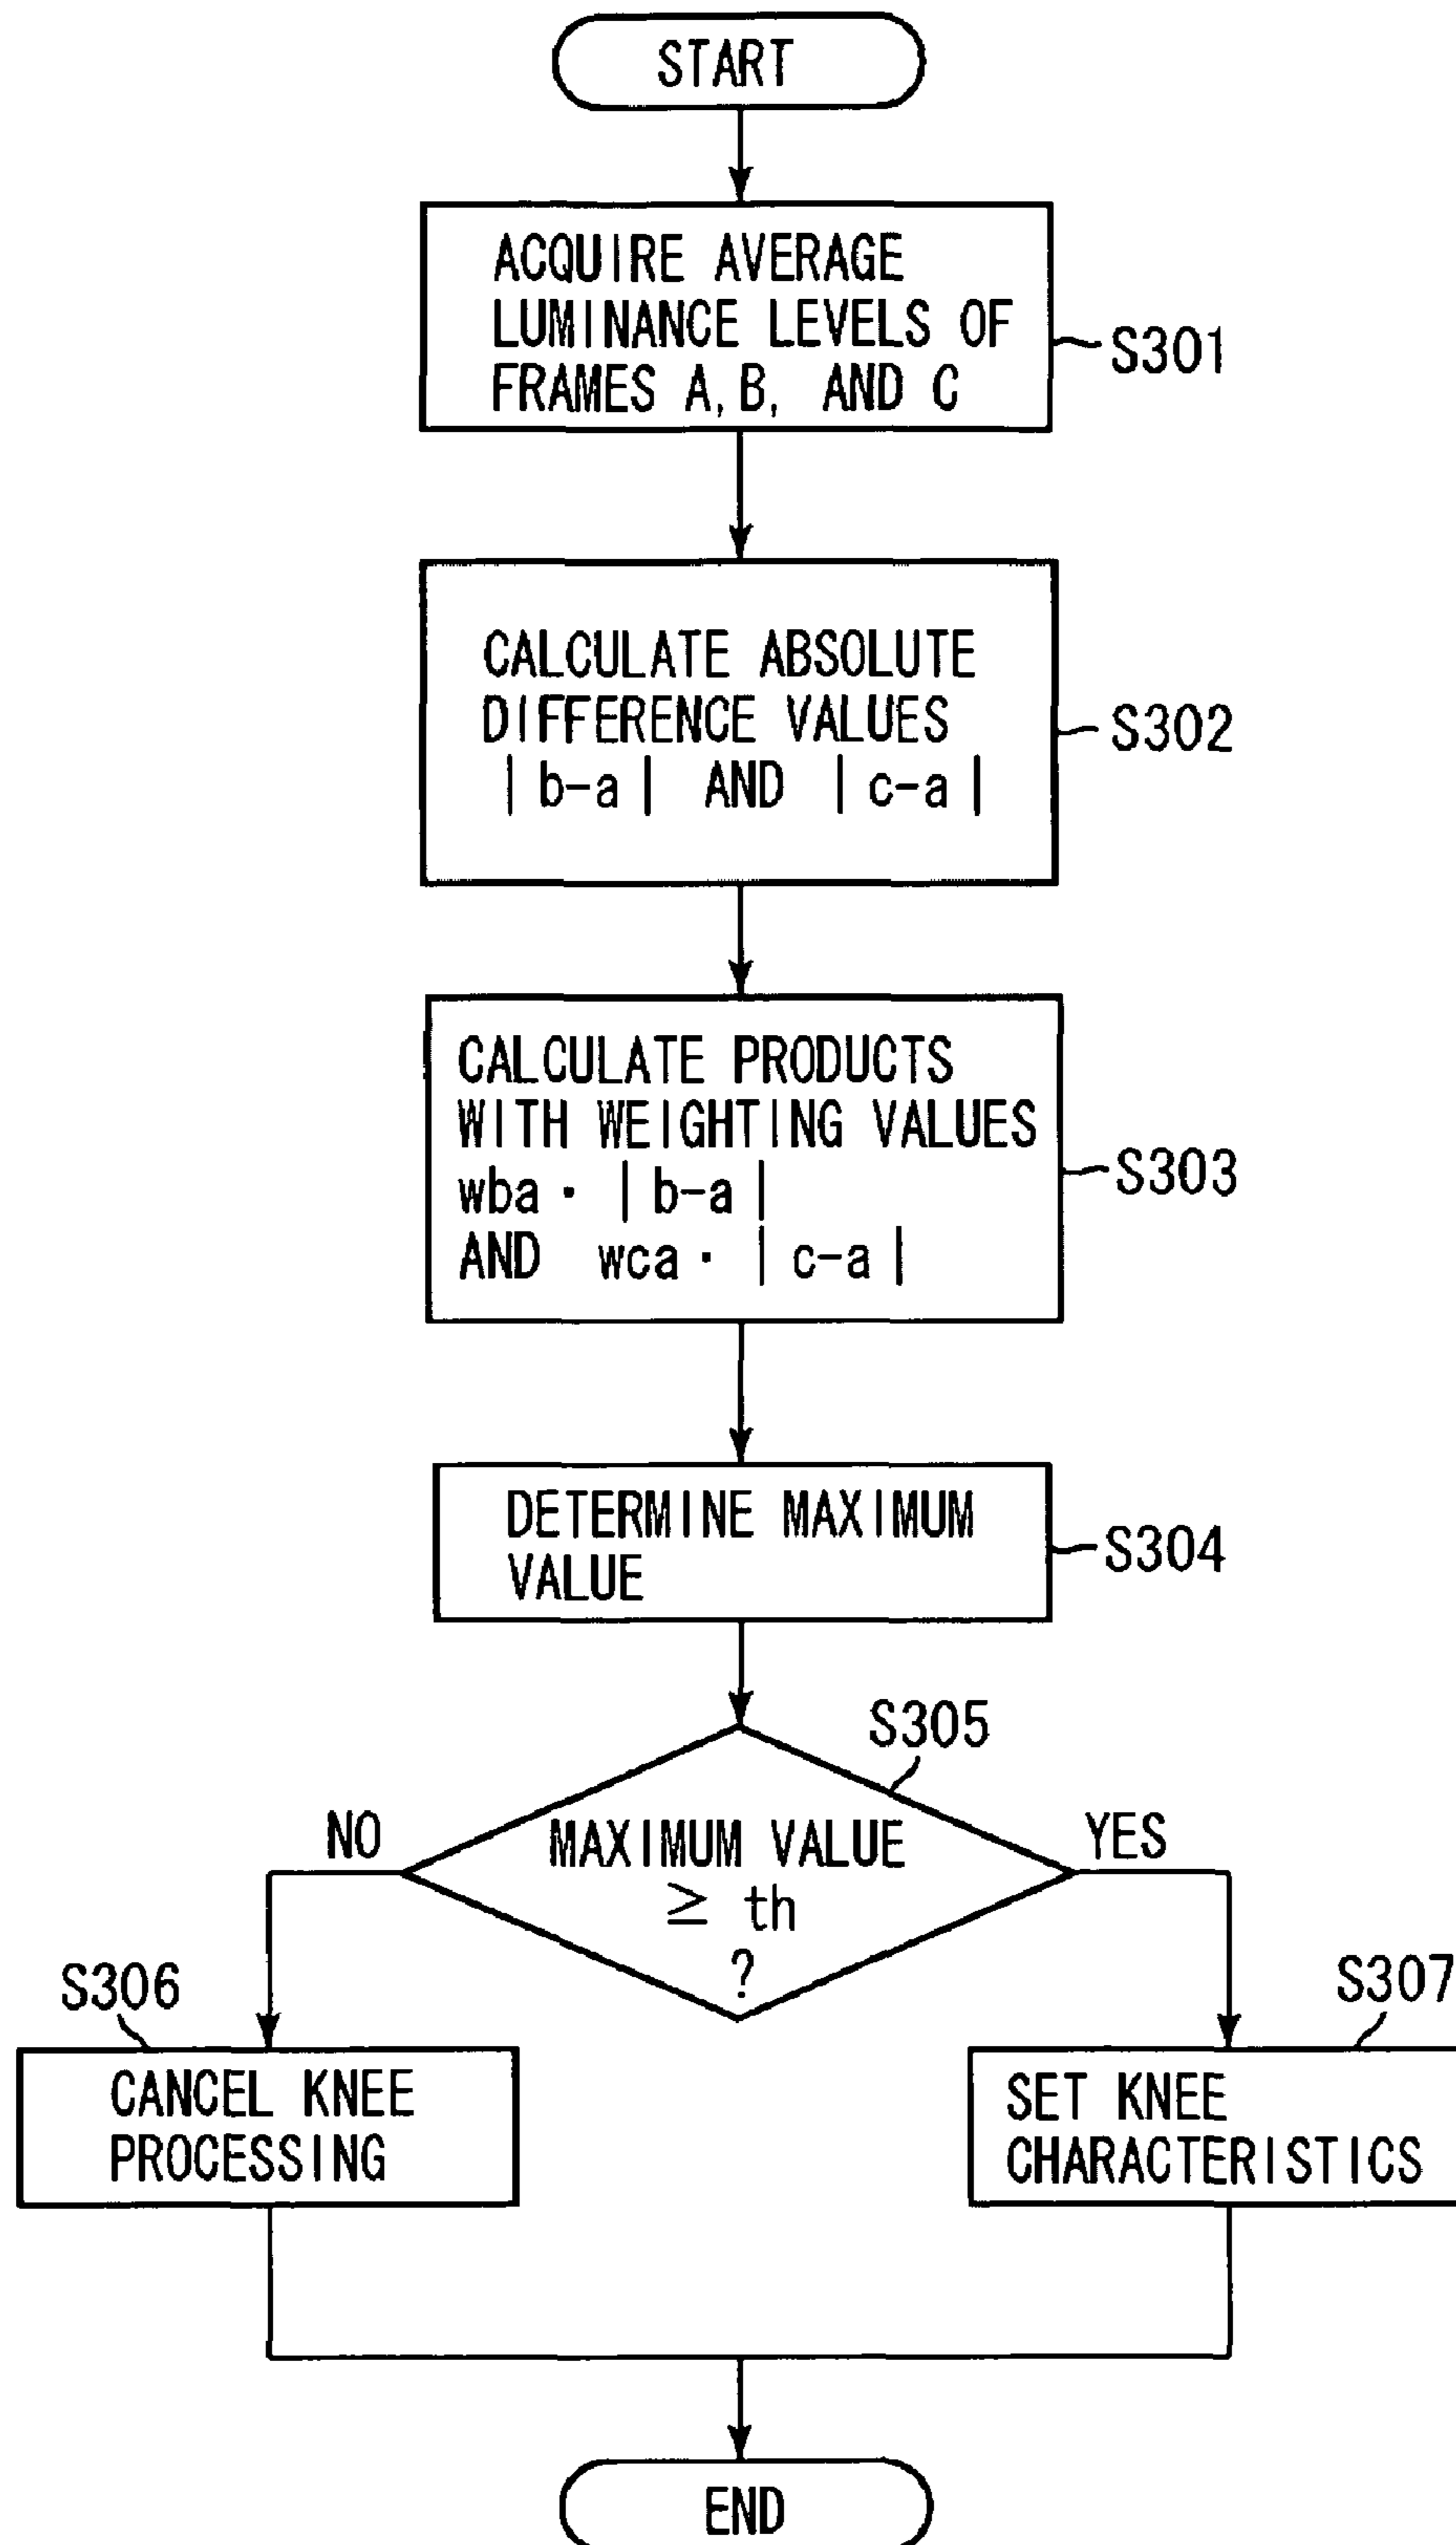 START
ACQUIRE AVERAGE
LUMINANCE LEVELS OF
FRAMES A, B, AND C
S301
CALCULATE ABSOLUTE
DIFFERENCE VALUES
|b-a| AND |c-a|
S302
CALCULATE PRODUCTS
WITH WEIGHTING VALUES
wba・|b-a|
AND wca・|c-a|
S303
DETERMINE MAXIMUM
VALUE
S304
S305
NO
MAXIMUM VALUE
≥ th
?
YES
S306
CANCEL KNEE
PROCESSING
S307
SET KNEE
CHARACTERISTICS
END